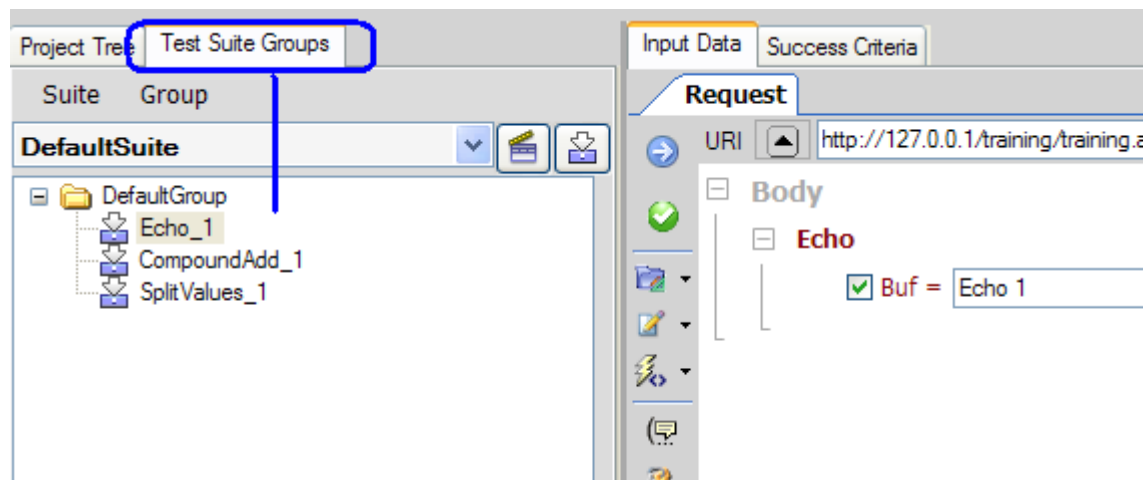 Project Tree Test Suite Groups
Suite Group
DefaultSuite
DefaultGroup
Echo_1
CompoundAdd_1
SplitValues_1
Input Data Success Criteria
Request
URI http://127.0.0.1/training/training.a
Body
Echo
Buf = Echo 1